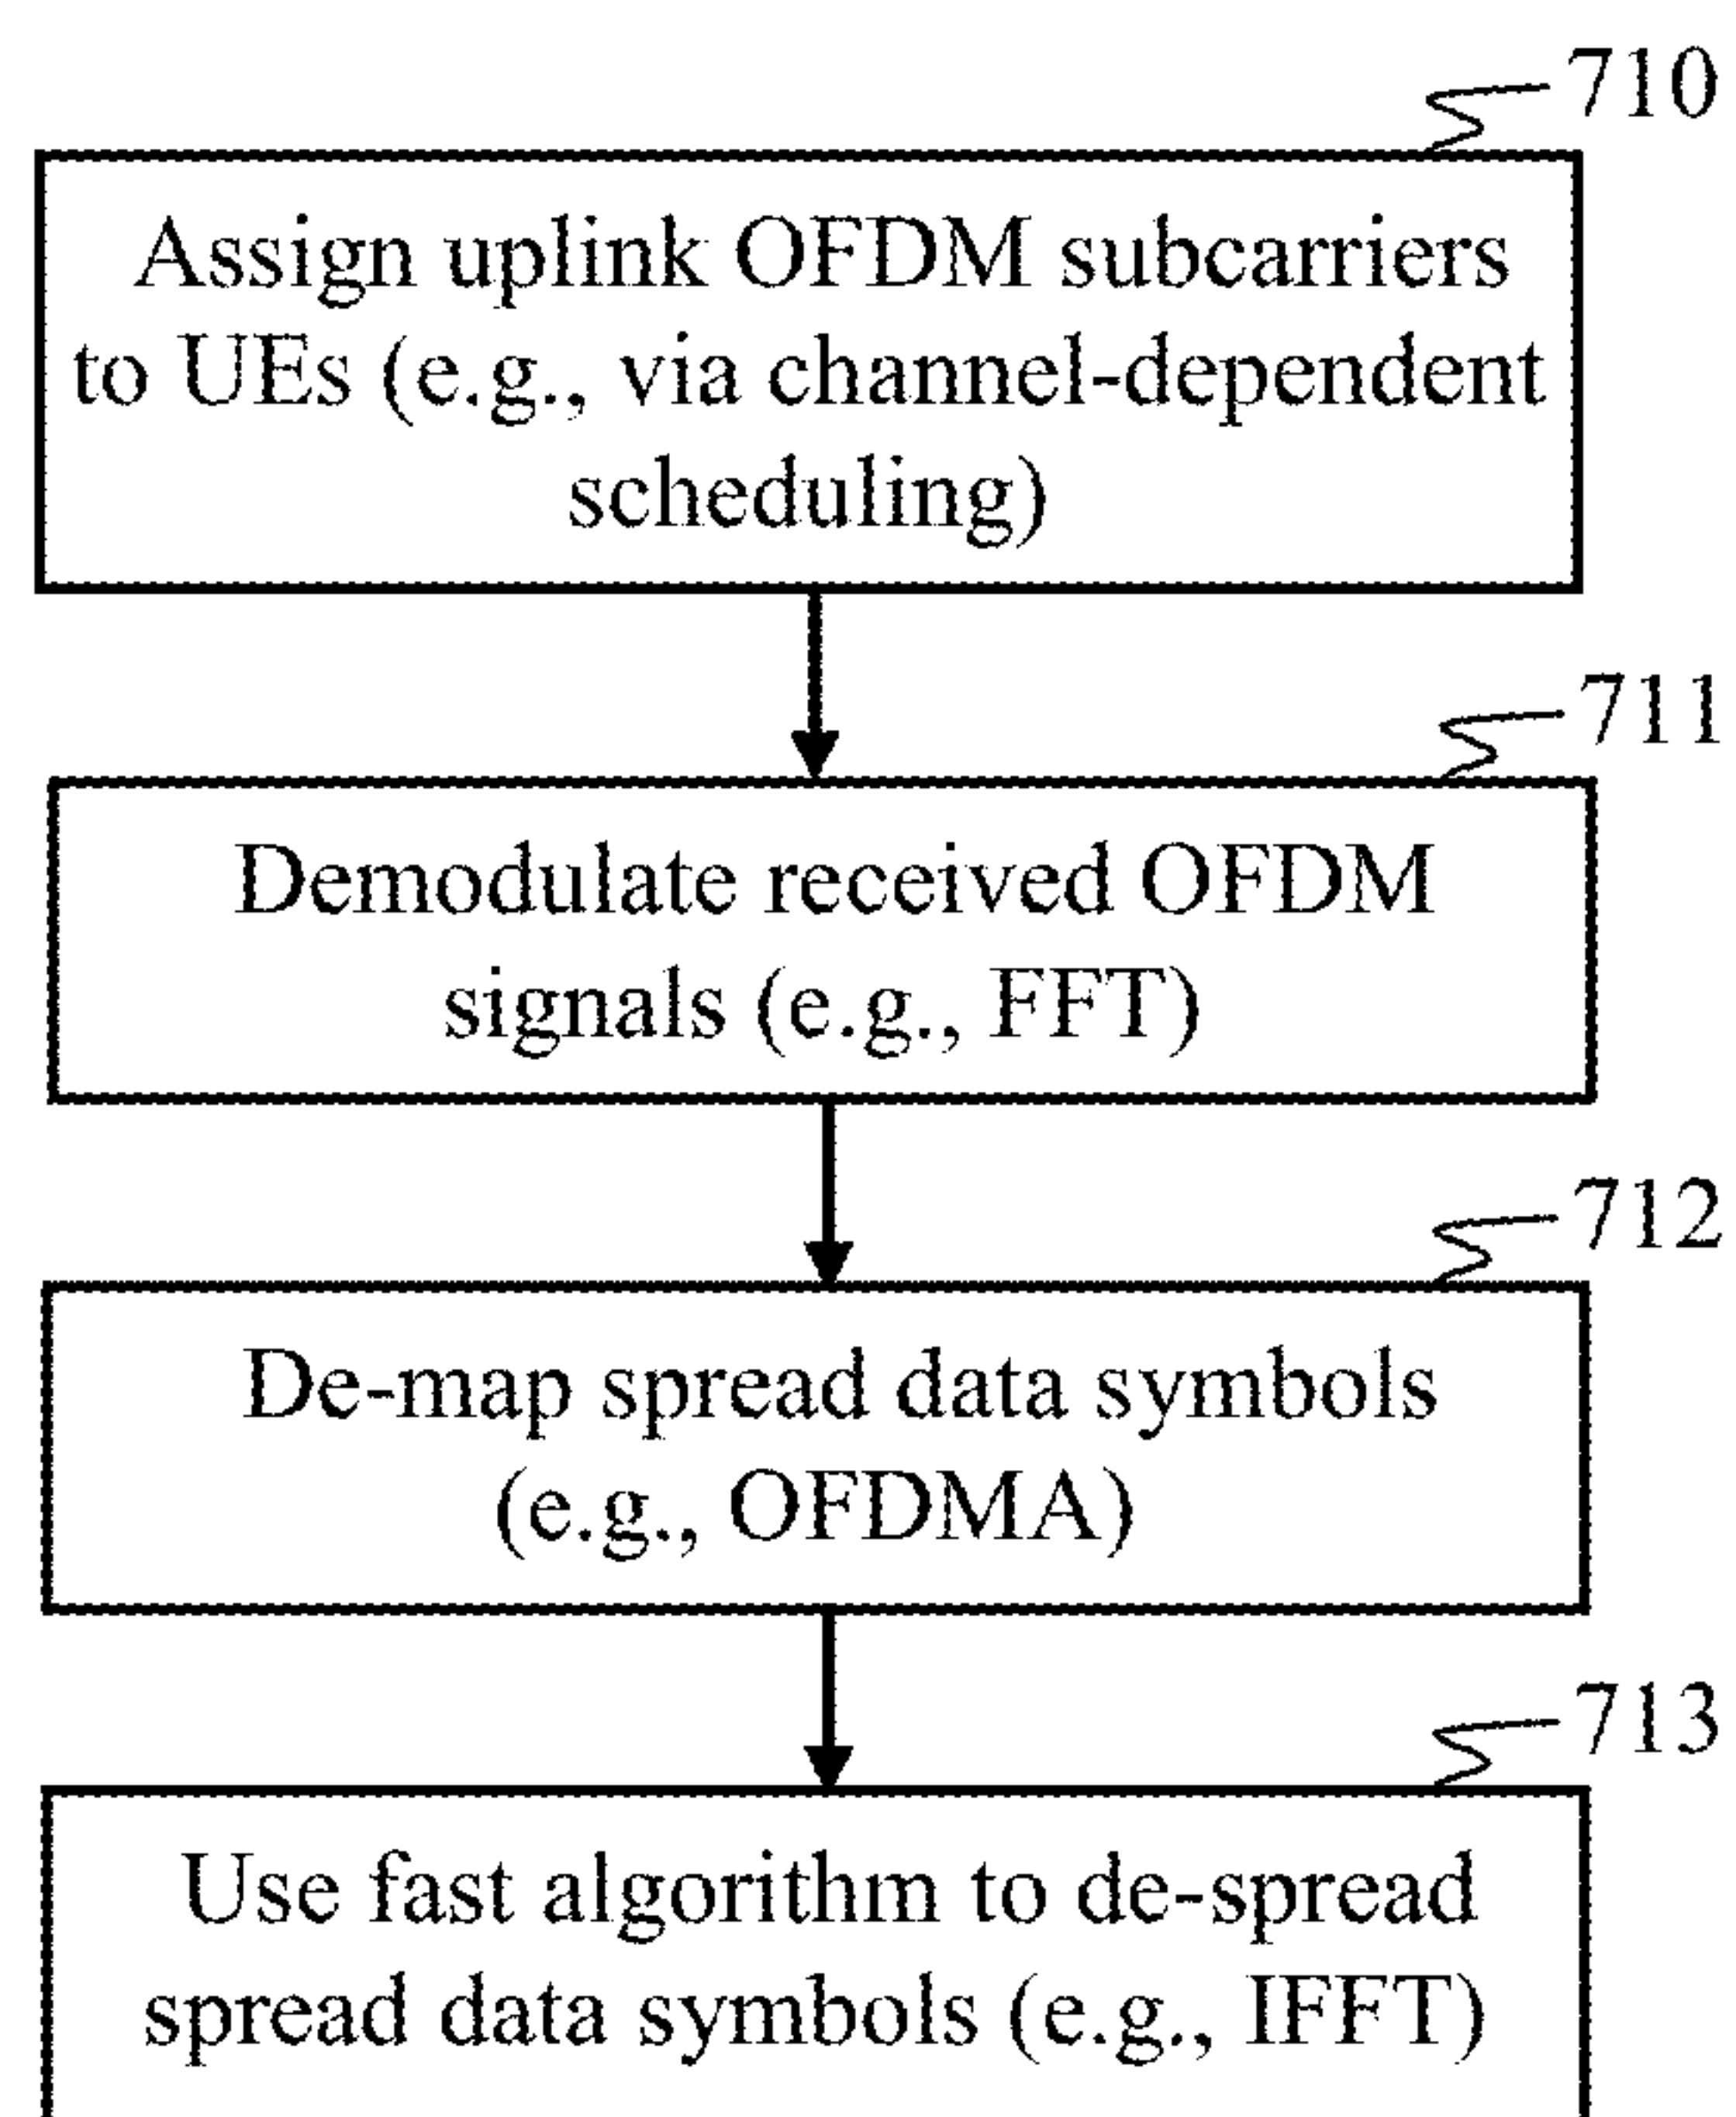 710
Assign uplink OFDM subcarriers
to UEs (e.g., via channel-dependent
scheduling)
711
Demodulate received OFDM
signals (e.g., FFT)
712
De-map spread data symbols
(e.g., OFDMA)
713
Use fast algorithm to de-spread
spread data symbols (e.g., IFFT)